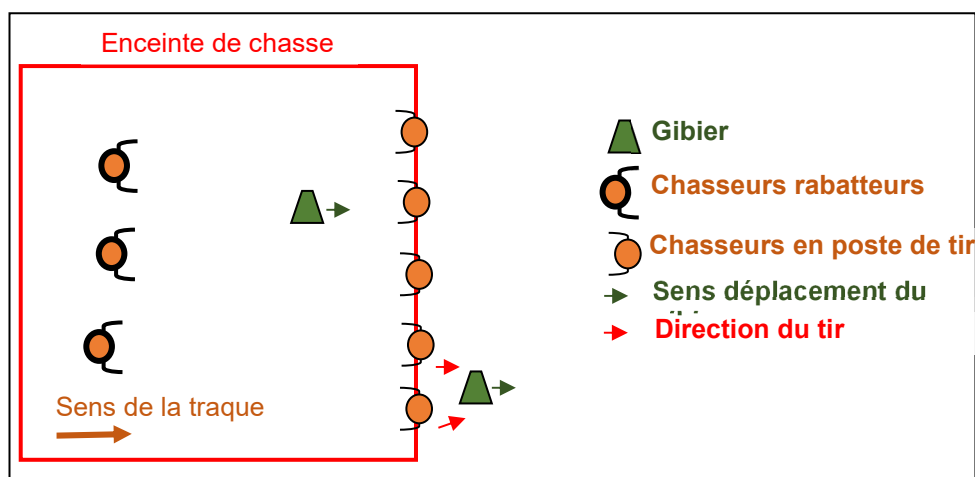 Enceinte de chasse
Gibier
Chasseurs rabatteurs
Chasseurs en poste de tir
Sens déplacement du
Direction du tir
Sens de la traque